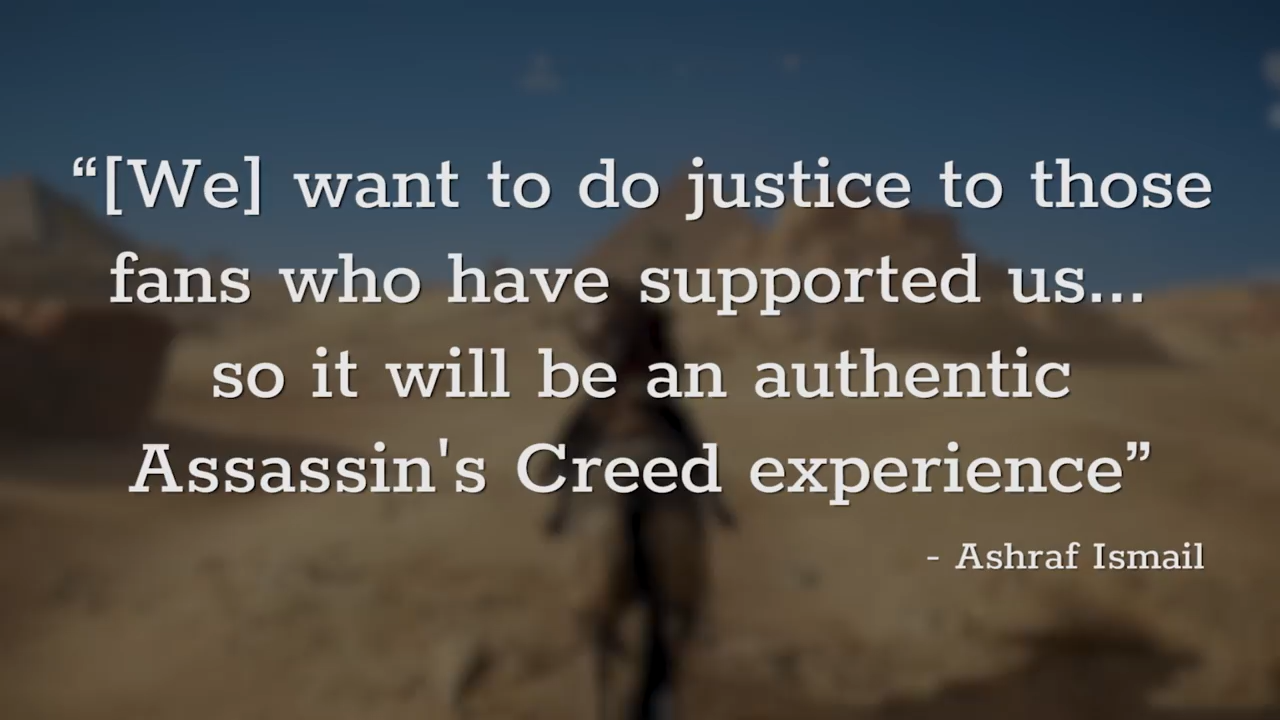 “[We] want to do justice to those
fans who have supported us...
so it will be an authentic
Assassin's Creed experience”
- Ashraf Ismail